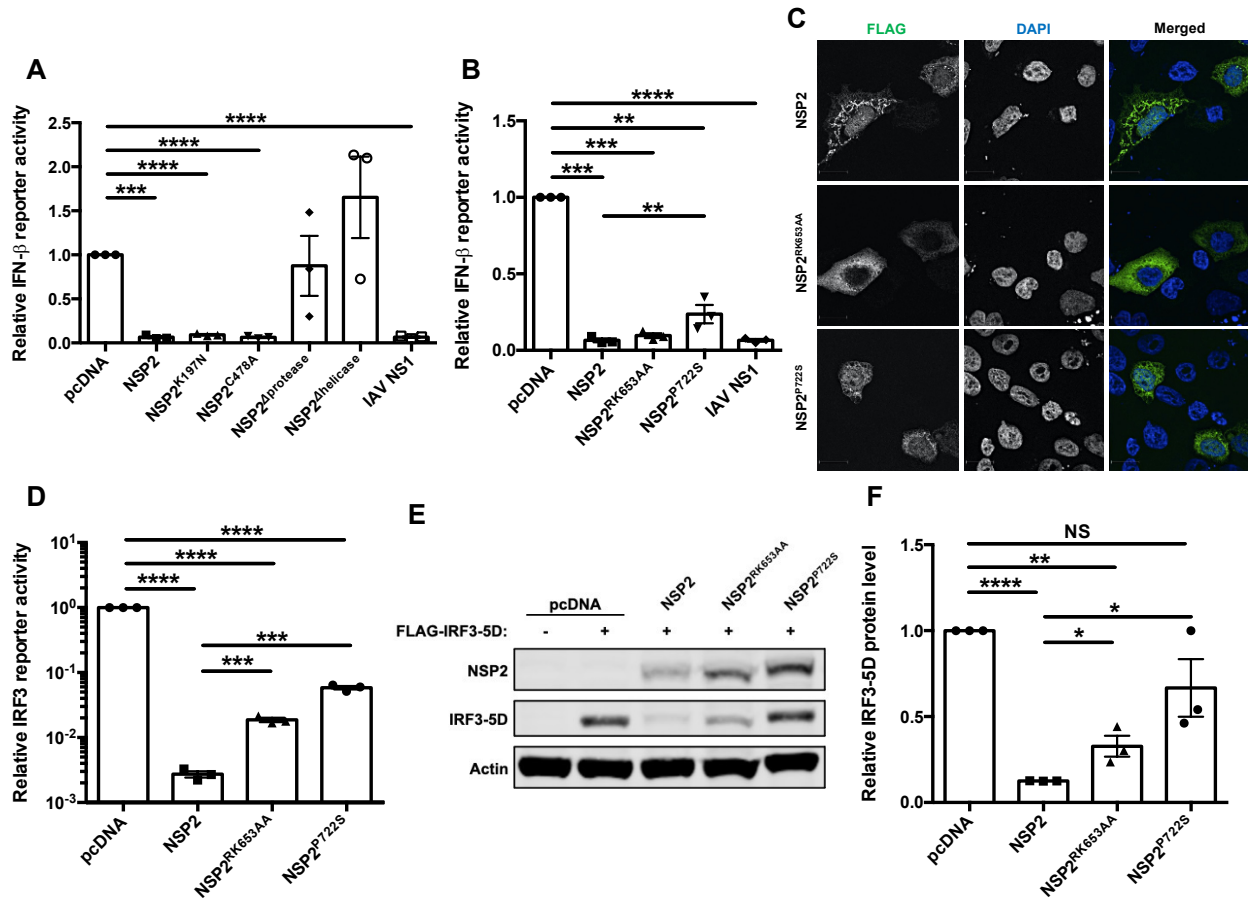 A
Relative IFN-β reporter activity
2.5
2.0
1.5
1.0
0.5
0.0
****
****
****
***
pcDNA
NSP2
NSP2K197N
NSP2C478A
NSP2Δprotease
NSP2Δhelicase
IAV NS1
B
Relative IFN-β reporter activity
1.5
1.0
0.5
0.0
****
**
***
***
**
pcDNA
NSP2
NSP2RK653AA
NSP2P722S
IAV NS1
C
FLAG
DAPI
Merged
NSP2
NSP2RK653AA
NSP2P722S
D
Relative IRF3 reporter activity
10^1
10^0
10^-1
10^-2
10^-3
****
****
****
***
***
pcDNA
NSP2
NSP2RK653AA
NSP2P722S
E
pcDNA
NSP2
NSP2RK653AA
NSP2P722S
FLAG-IRF3-5D: - + + + +
NSP2
IRF3-5D
Actin
F
Relative IRF3-5D protein level
1.5
1.0
0.5
0.0
NS
**
****
*
*
pcDNA
NSP2
NSP2RK653AA
NSP2P722S